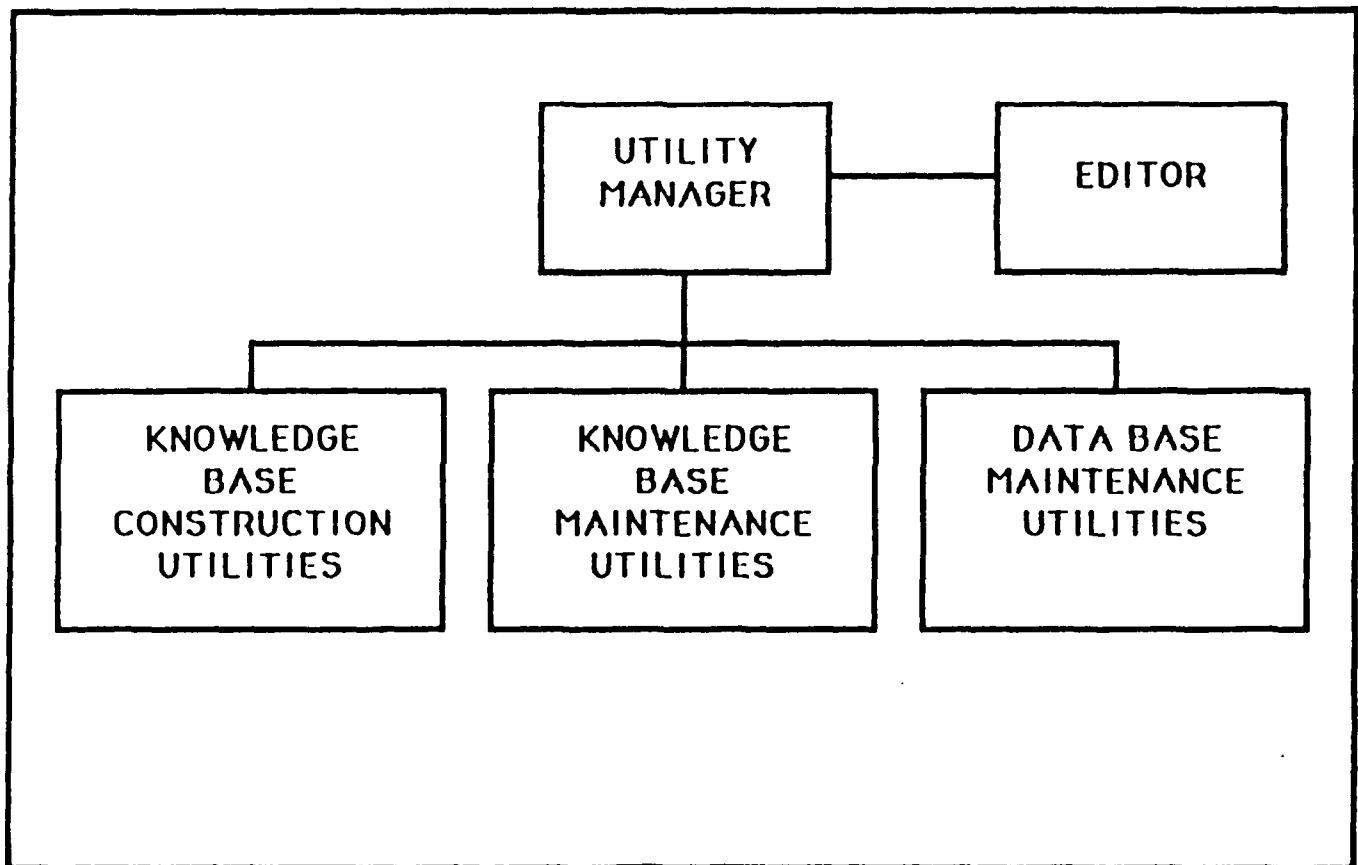 UTILITY
MANAGER
EDITOR
KNOWLEDGE
BASE
CONSTRUCTION
UTILITIES
KNOWLEDGE
BASE
MAINTENANCE
UTILITIES
DATA BASE
MAINTENANCE
UTILITIES